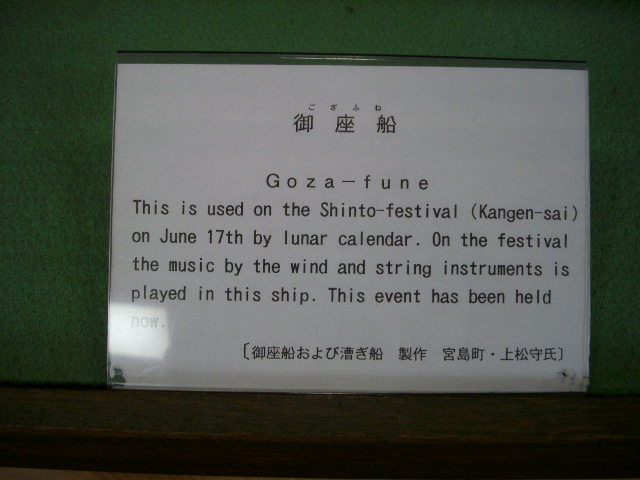 ござふね
御座船
Goza－fune
This is used on the Shinto-festival (Kangen-sai)
on June 17th by lunar calendar. On the festival
the music by the wind and string instruments is
played in this ship. This event has been held
now.
〔御座船および漕ぎ船　製作　宮島町・上松守氏〕